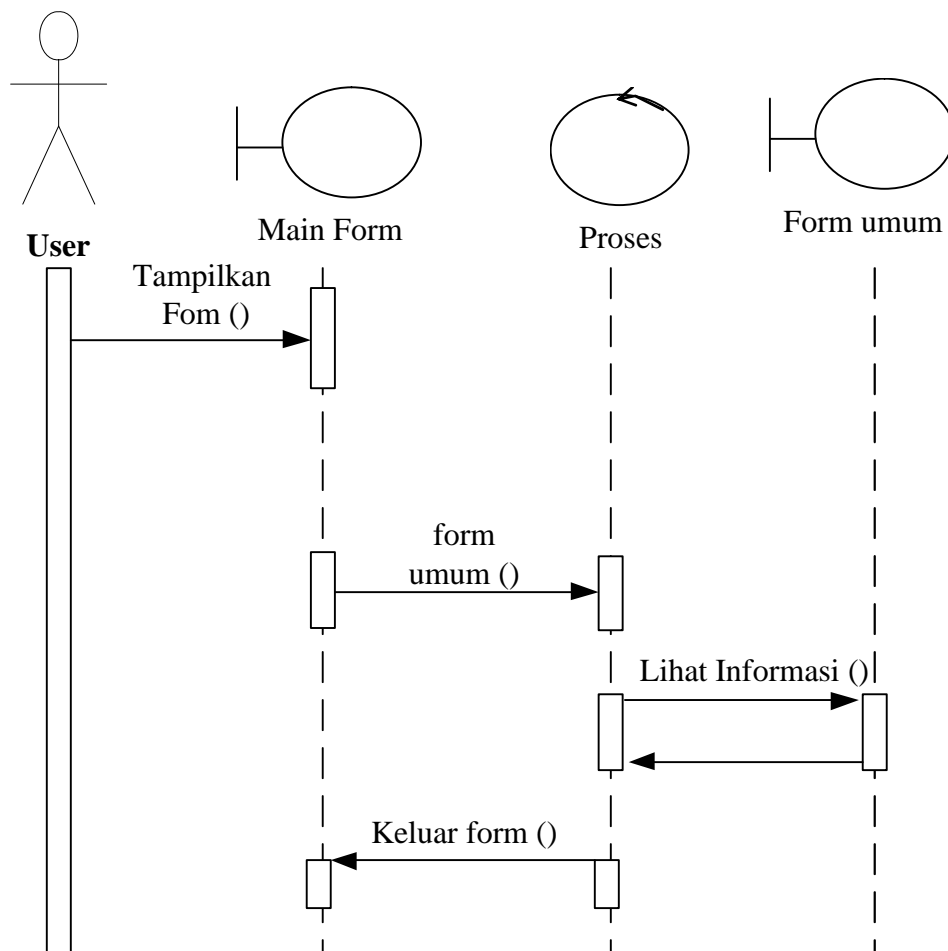 User
Main Form
Proses
Form umum
Tampilkan
Fom ()
form
umum ()
Lihat Informasi ()
Keluar form ()